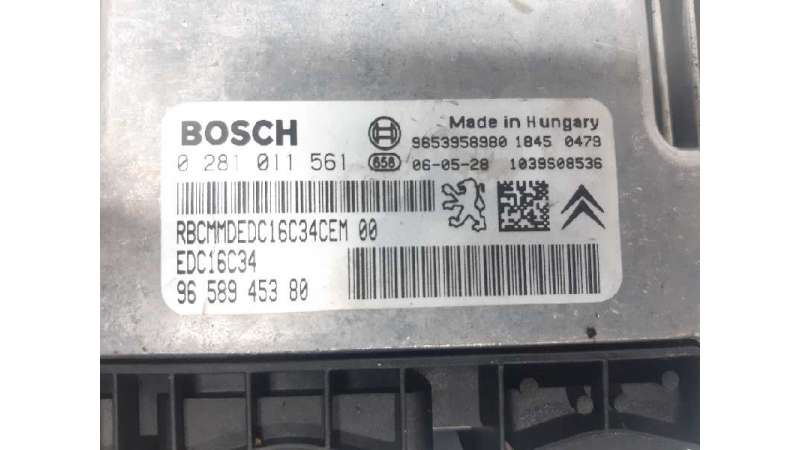 BOSCH
Made in Hungary
9653958980 1845 0479
0 281 011 561 658 06-05-28 1039S08536
RBCMMDEDC16C34CEM 00
EDC16C34
96 589 453 80